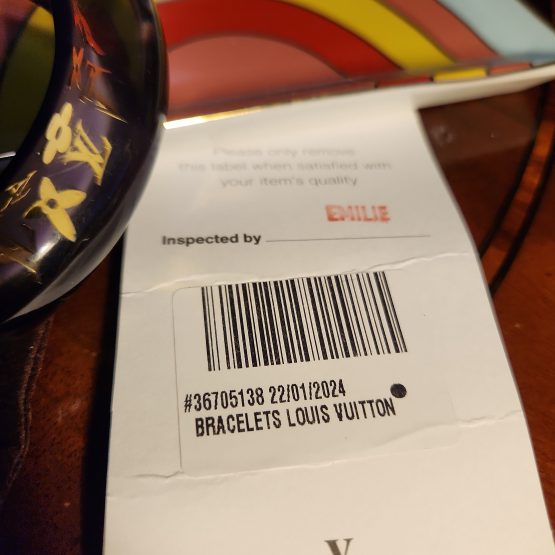 Please only remove
this label when satisfied with
your item's quality
EMILIE
Inspected by
#36705138 22/01/2024
BRACELETS LOUIS VUITTON
V
LV